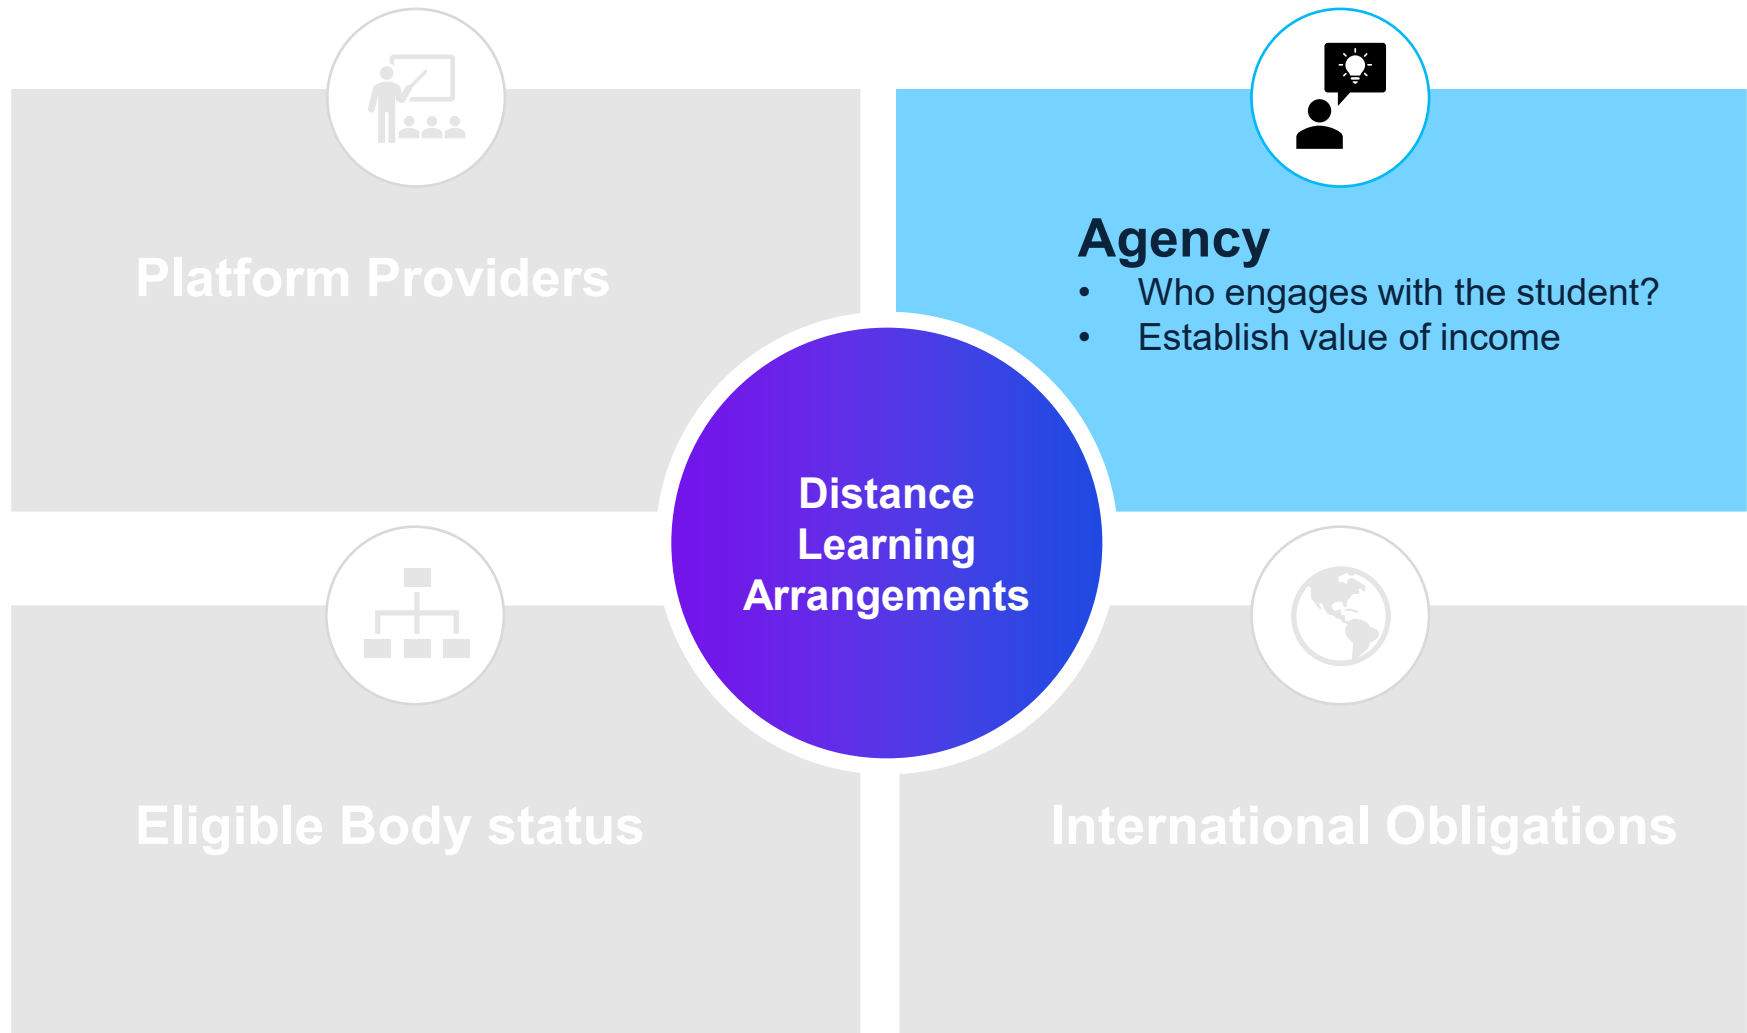 Platform Providers
Agency
• Who engages with the student?
• Establish value of income
Distance
Learning
Arrangements
Eligible Body status
International Obligations